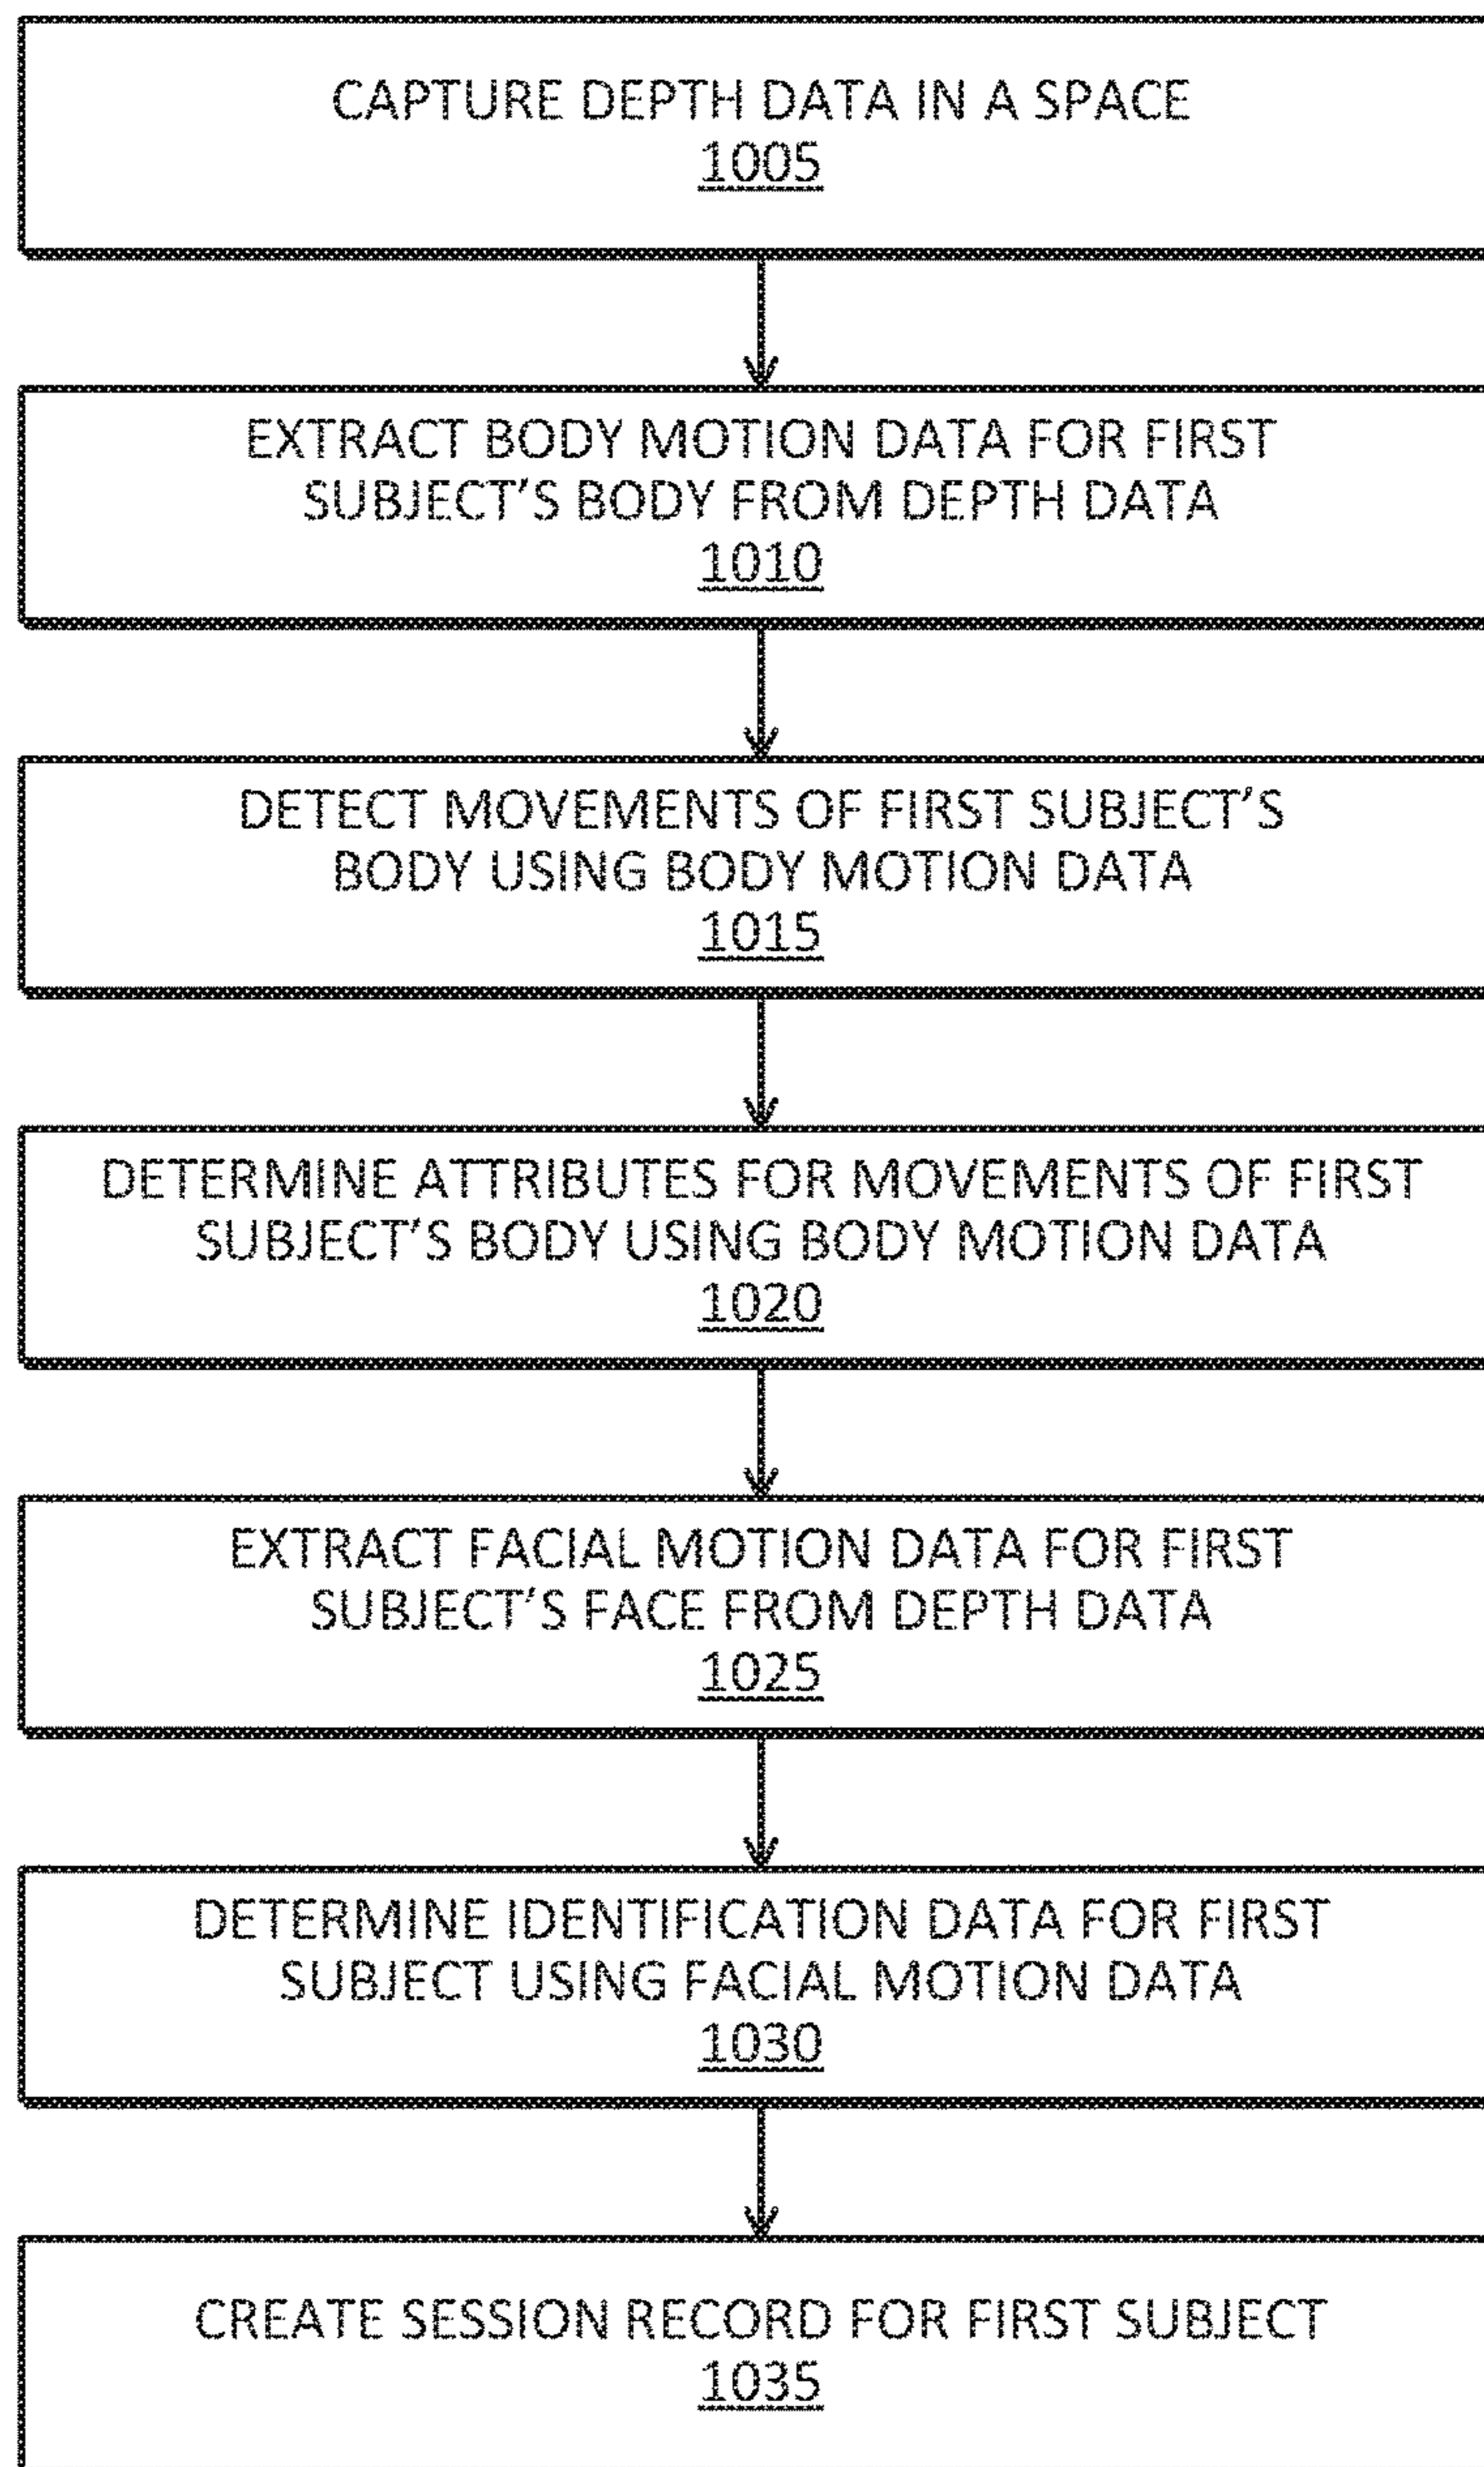 CAPTURE DEPTH DATA IN A SPACE
1005
EXTRACT BODY MOTION DATA FOR FIRST
SUBJECT'S BODY FROM DEPTH DATA
1010
DETECT MOVEMENTS OF FIRST SUBJECT'S
BODY USING BODY MOTION DATA
1015
DETERMINE ATTRIBUTES FOR MOVEMENTS OF FIRST
SUBJECT'S BODY USING BODY MOTION DATA
1020
EXTRACT FACIAL MOTION DATA FOR FIRST
SUBJECT'S FACE FROM DEPTH DATA
1025
DETERMINE IDENTIFICATION DATA FOR FIRST
SUBJECT USING FACIAL MOTION DATA
1030
CREATE SESSION RECORD FOR FIRST SUBJECT
1035